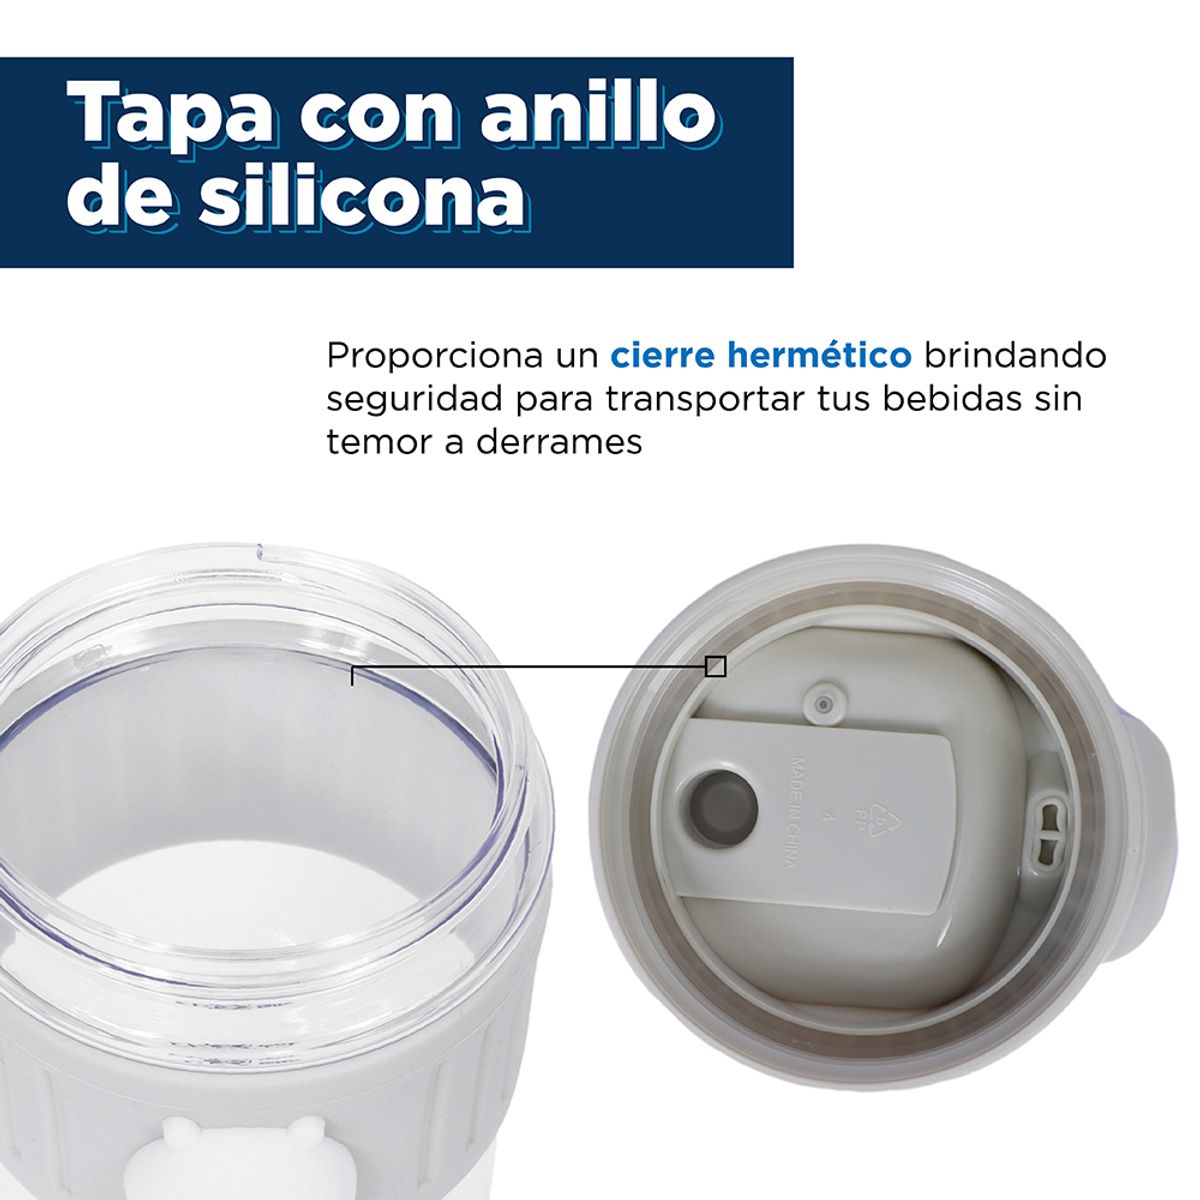 Tapa con anillo
de silicona
Proporciona un cierre hermético brindando
seguridad para transportar tus bebidas sin
temor a derrames
MADE IN CHINA
4
5
PP